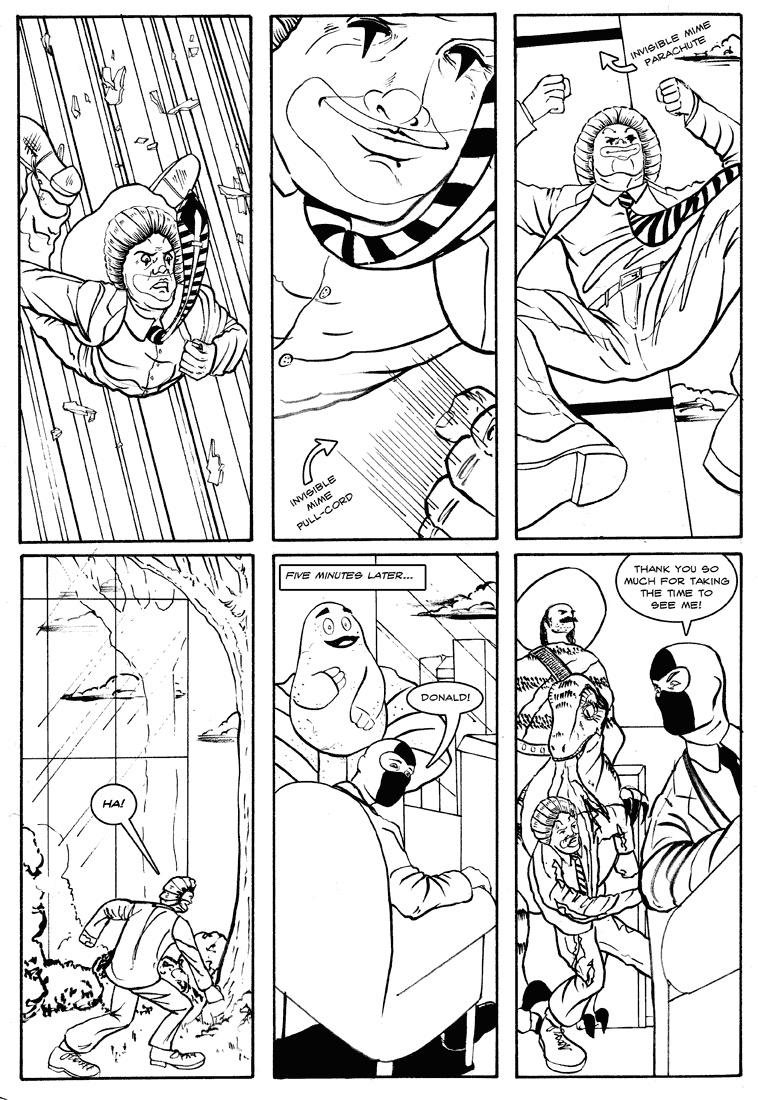 INVISIBLE
MIME
PULL-CORD
INVISIBLE MIME
PARACHUTE
HA!
FIVE MINUTES LATER...
DONALD!
THANK YOU SO
MUCH FOR TAKING
THE TIME TO
SEE ME!